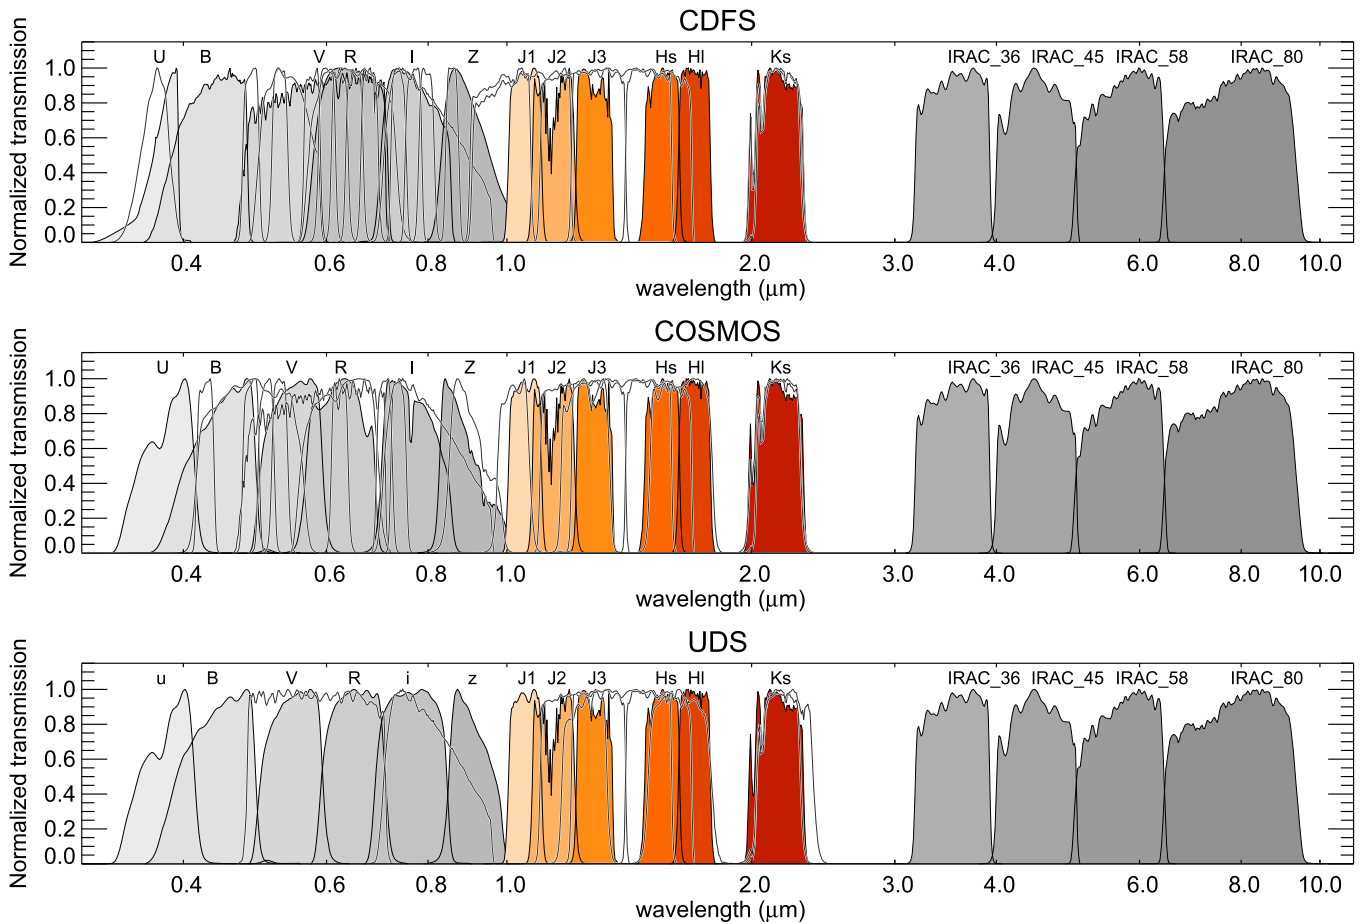 CDFS
U B V R I Z J1 J2 J3 Hs Hl Ks IRAC_36 IRAC_45 IRAC_58 IRAC_80
Normalized transmission
1.0
0.8
0.6
0.4
0.2
0.0
0.4 0.6 0.8 1.0 2.0 3.0 4.0 6.0 8.0 10.0
wavelength (μm)
COSMOS
U B V R I Z J1 J2 J3 Hs Hl Ks IRAC_36 IRAC_45 IRAC_58 IRAC_80
Normalized transmission
1.0
0.8
0.6
0.4
0.2
0.0
0.4 0.6 0.8 1.0 2.0 3.0 4.0 6.0 8.0 10.0
wavelength (μm)
UDS
u B V R i z J1 J2 J3 Hs Hl Ks IRAC_36 IRAC_45 IRAC_58 IRAC_80
Normalized transmission
1.0
0.8
0.6
0.4
0.2
0.0
0.4 0.6 0.8 1.0 2.0 3.0 4.0 6.0 8.0 10.0
wavelength (μm)